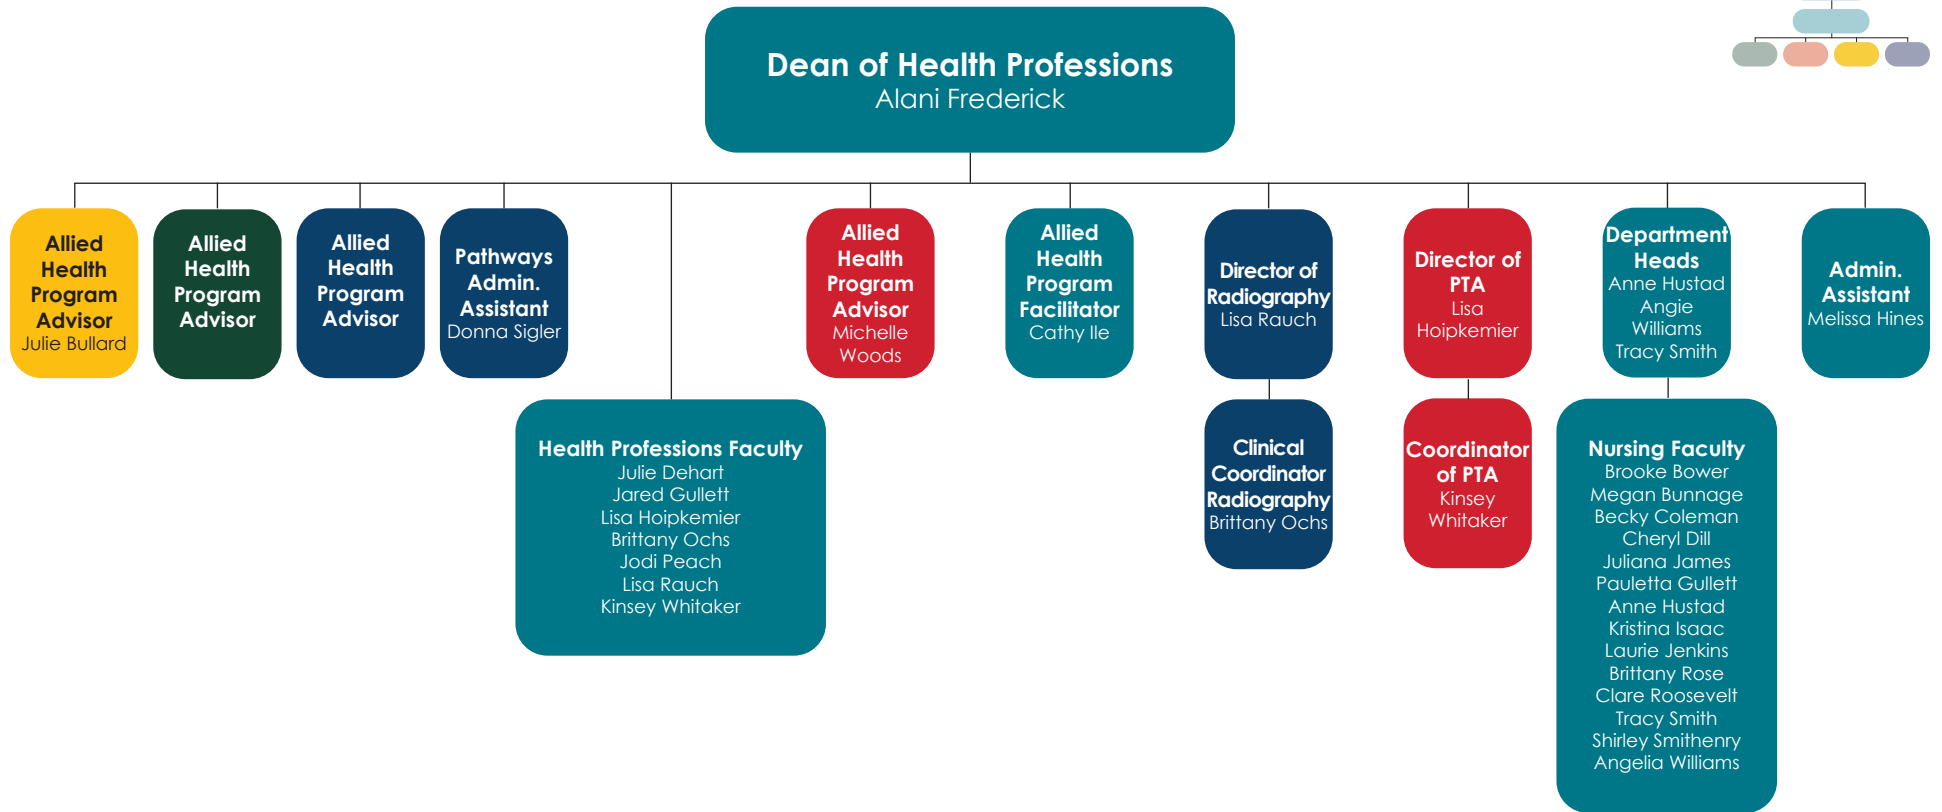 Dean of Health Professions
Alani Frederick
Allied
Health
Program
Advisor
Julie Bullard
Allied
Health
Program
Advisor
Allied
Health
Program
Advisor
Pathways
Admin.
Assistant
Donna Sigler
Allied
Health
Program
Advisor
Michelle
Woods
Allied
Health
Program
Facilitator
Cathy Ile
Director of
Radiography
Lisa Rauch
Director of
PTA
Lisa
Hoipkemier
Department
Heads
Anne Hustad
Angie
Williams
Tracy Smith
Admin.
Assistant
Melissa Hines
Health Professions Faculty
Julie Dehart
Jared Gullett
Lisa Hoipkemier
Brittany Ochs
Jodi Peach
Lisa Rauch
Kinsey Whitaker
Clinical
Coordinator
Radiography
Brittany Ochs
Coordinator
of PTA
Kinsey
Whitaker
Nursing Faculty
Brooke Bower
Megan Bunnage
Becky Coleman
Cheryl Dill
Juliana James
Pauletta Gullett
Anne Hustad
Kristina Isaac
Laurie Jenkins
Brittany Rose
Clare Roosevelt
Tracy Smith
Shirley Smithenry
Angelia Williams